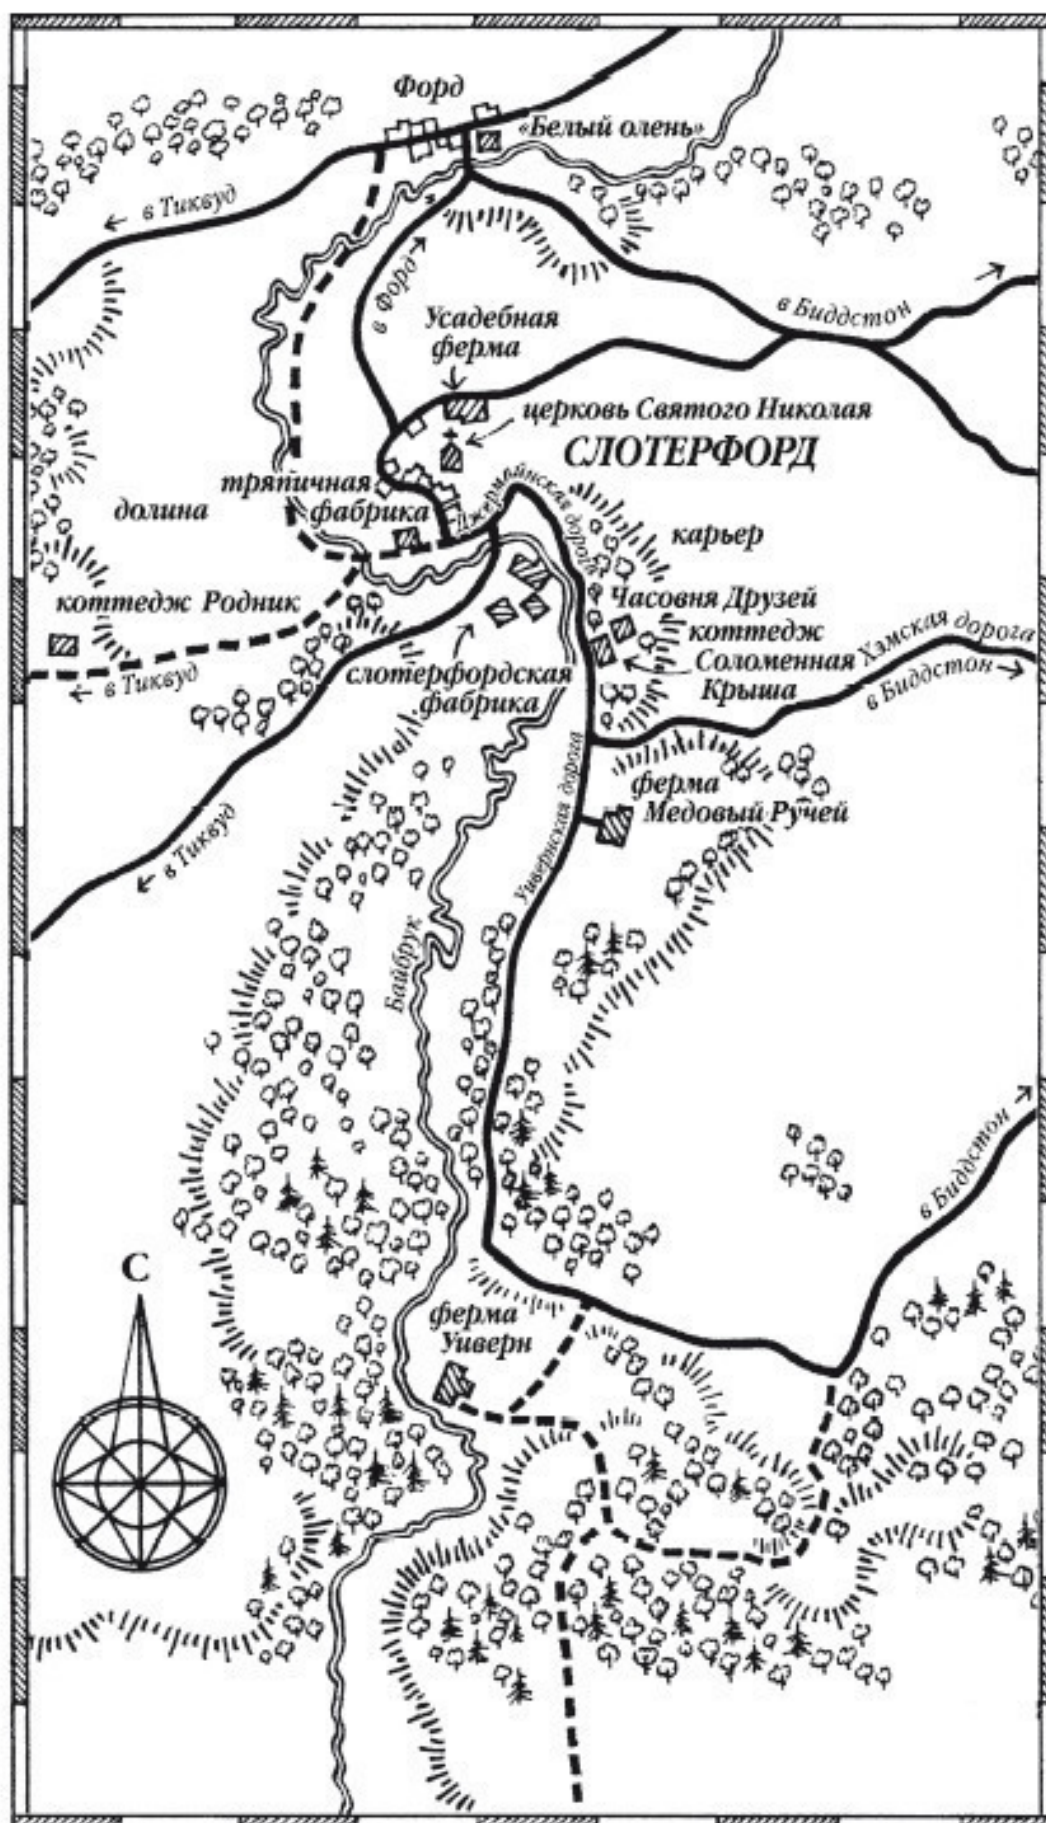 Форд
«Белый олень»
← в Тиквуд
в Форд →
в Биддстон →
Усадебная
ферма
церковь Святого Николая
СЛОТЕРФОРД
тряпичная
фабрика
Джермейнская дорога
долина
карьер
коттедж Родник
Часовня Друзей
коттедж
Соломенная
Крыша
Хэмская дорога
в Биддстон →
← в Тиквуд
слотерфордская
фабрика
ферма
Медовый Ручей
Уивернская дорога
← в Тиквуд
Байбрук
в Биддстон →
С
ферма
Уиверн